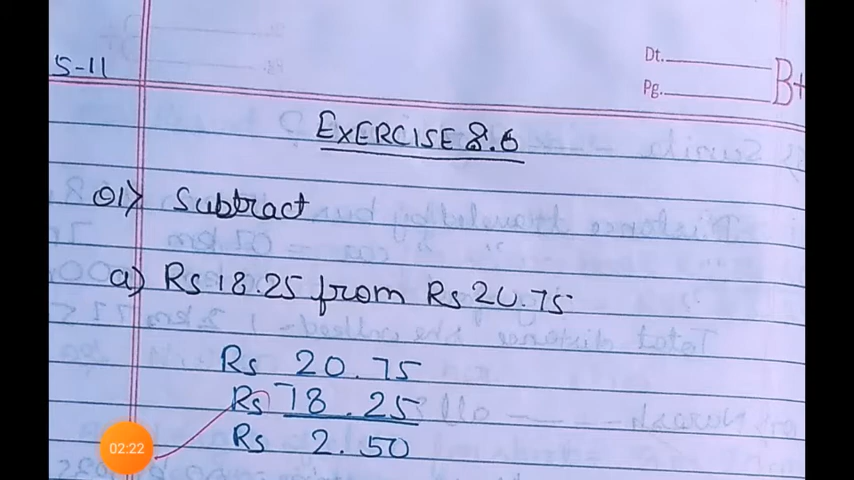 S-11
Dt.
Pg.
B+
EXERCISE 8.6
Q1) Subtract
a) Rs 18.25 from Rs 20.75
Rs 20.75
Rs -18.25
Rs 2.50
02:22